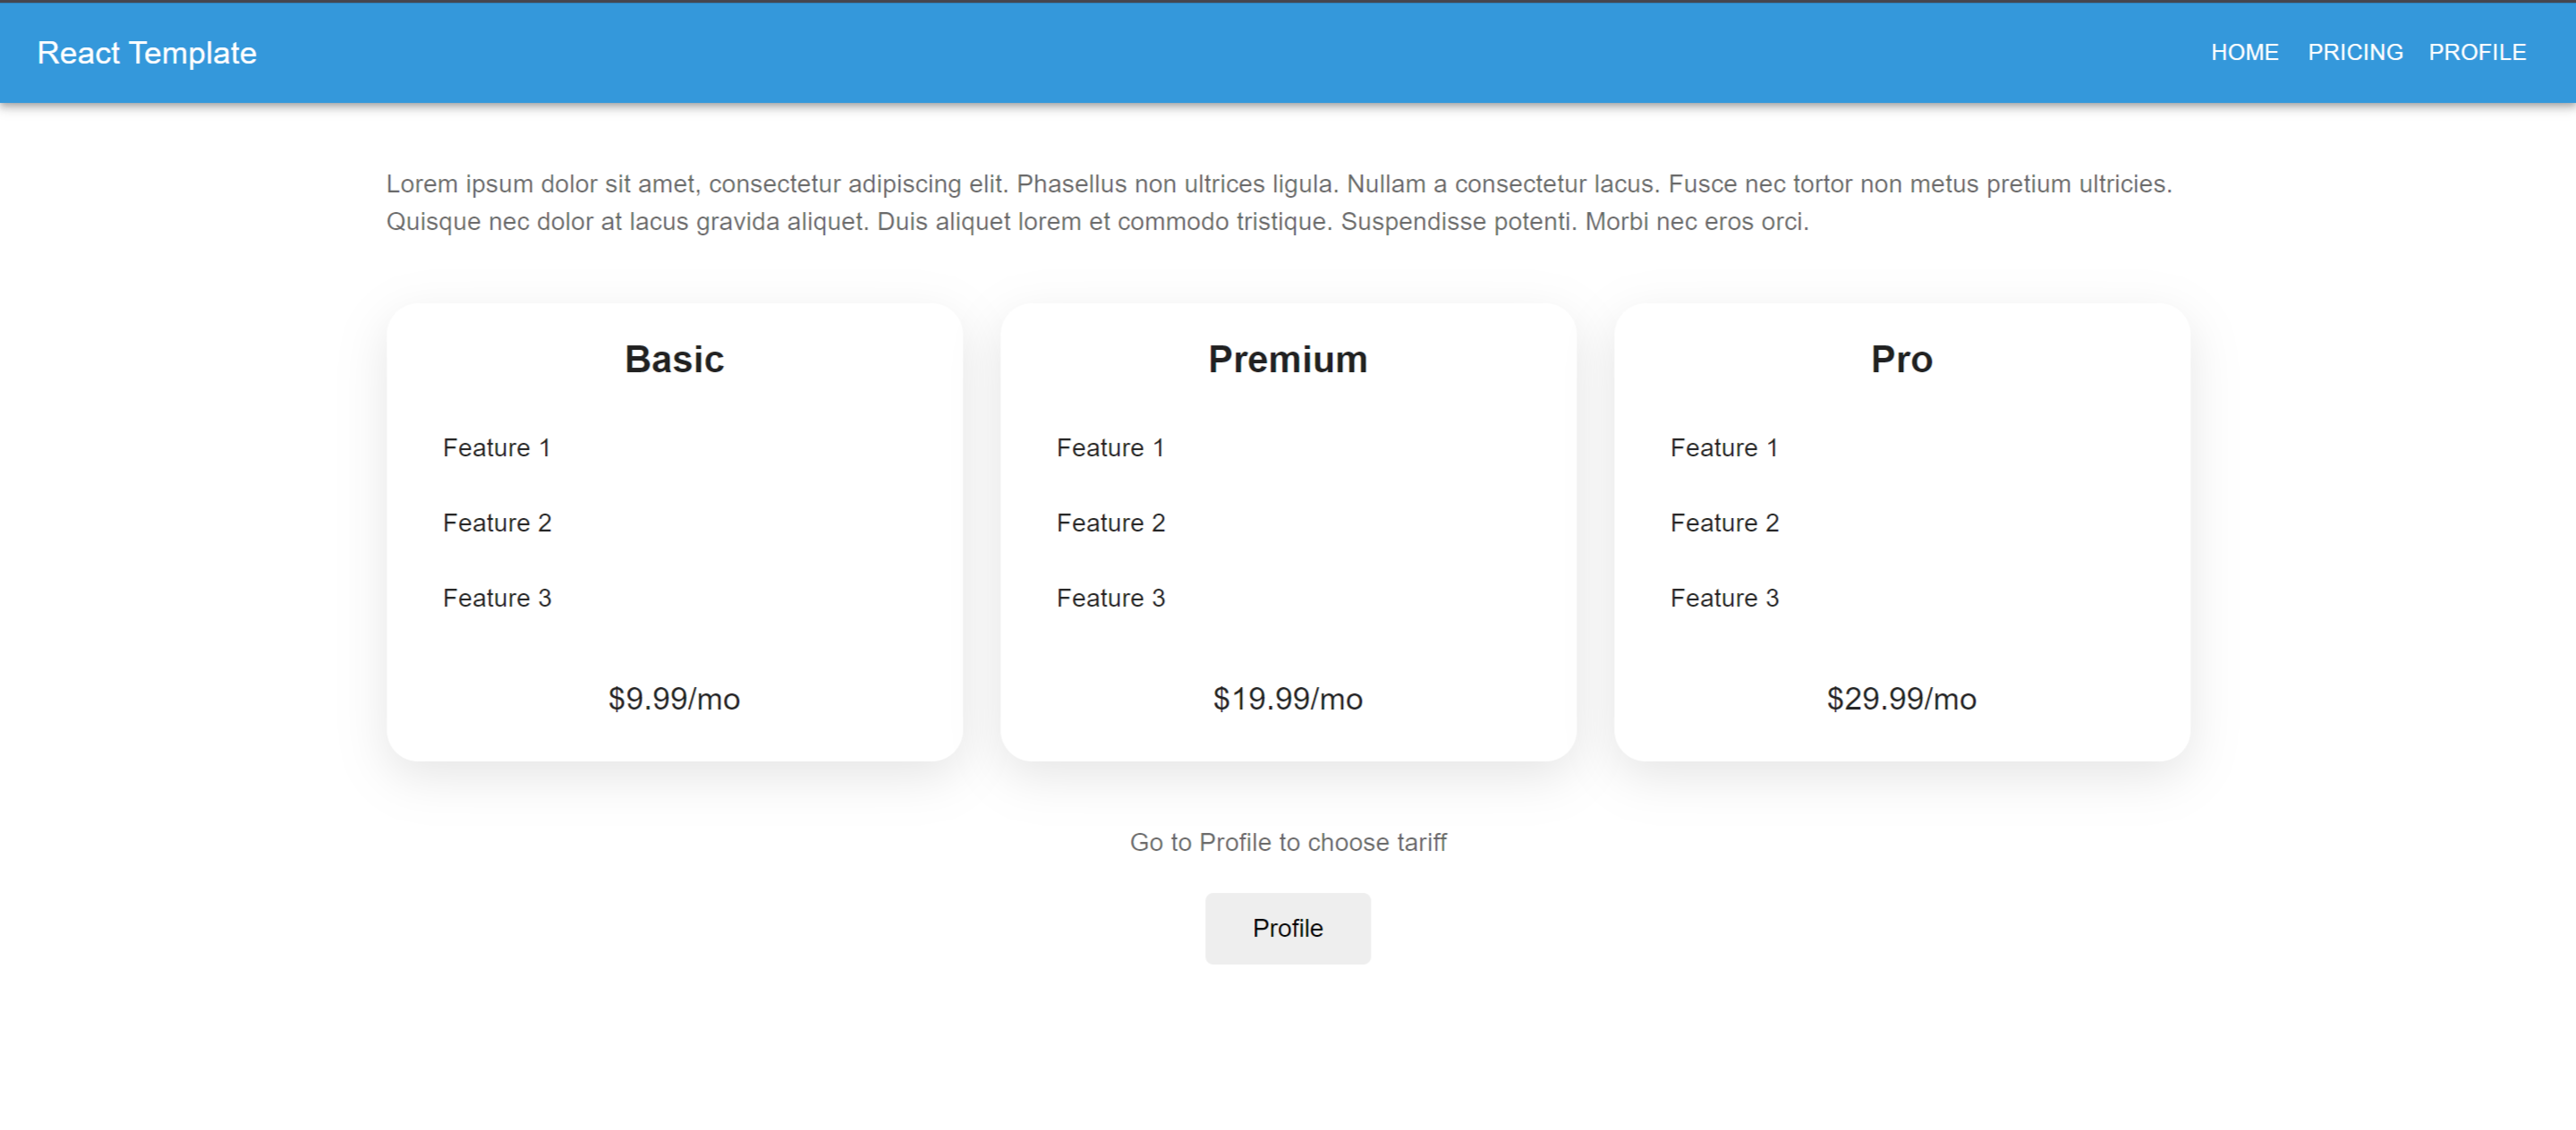 React Template
HOME PRICING PROFILE
Lorem ipsum dolor sit amet, consectetur adipiscing elit. Phasellus non ultrices ligula. Nullam a consectetur lacus. Fusce nec tortor non metus pretium ultricies.
Quisque nec dolor at lacus gravida aliquet. Duis aliquet lorem et commodo tristique. Suspendisse potenti. Morbi nec eros orci.
Basic
Feature 1
Feature 2
Feature 3
$9.99/mo
Premium
Feature 1
Feature 2
Feature 3
$19.99/mo
Pro
Feature 1
Feature 2
Feature 3
$29.99/mo
Go to Profile to choose tariff
Profile